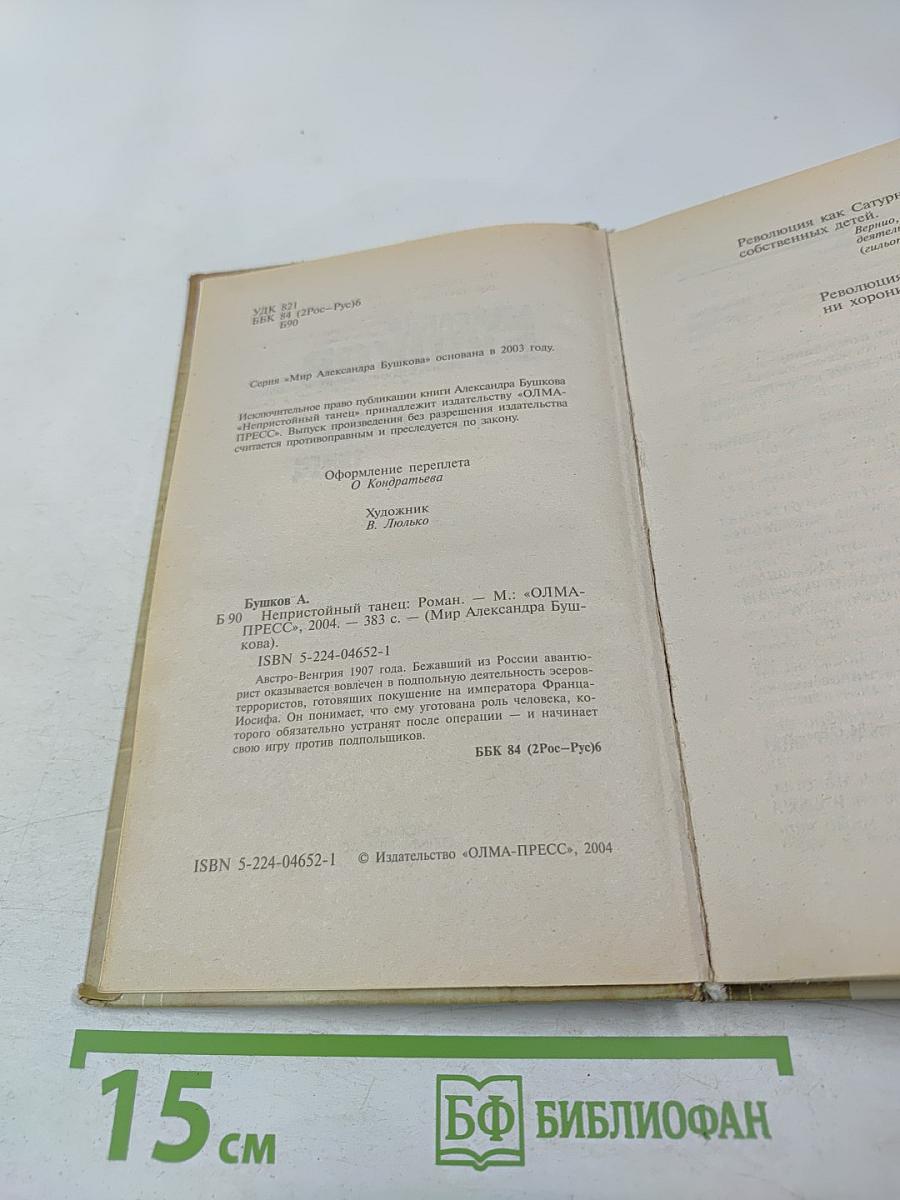 УДК 821
ББК 84 (2Рос–Рус)6
Б90
Серия «Мир Александра Бушкова» основана в 2003 году.
Исключительное право публикации книги Александра Бушкова
«Непристойный танец» принадлежит издательству «ОЛМА-
ПРЕСС». Выпуск произведения без разрешения издательства
считается противоправным и преследуется по закону.
Оформление переплета
О Кондратьева
Художник
В. Люлько
Бушков А.
Б 90 Непристойный танец: Роман. — М.: «ОЛМА-
ПРЕСС», 2004. — 383 с. — (Мир Александра Буш-
кова).
ISBN 5-224-04652-1
Австро-Венгрия 1907 года. Бежавший из России авантю-
рист оказывается вовлечен в подпольную деятельность эсеров-
террористов, готовящих покушение на императора Франца-
Иосифа. Он понимает, что ему уготована роль человека, ко-
торого обязательно устранят после операции — и начинает
свою игру против подпольщиков.
ББК 84 (2Рос–Рус)6
ISBN 5-224-04652-1 © Издательство «ОЛМА-ПРЕСС», 2004
Революция как Сатурн
собственных детей.
Вернио,
деятель
Революция
ни хорони
15 см
БФ БИБЛИОФАН